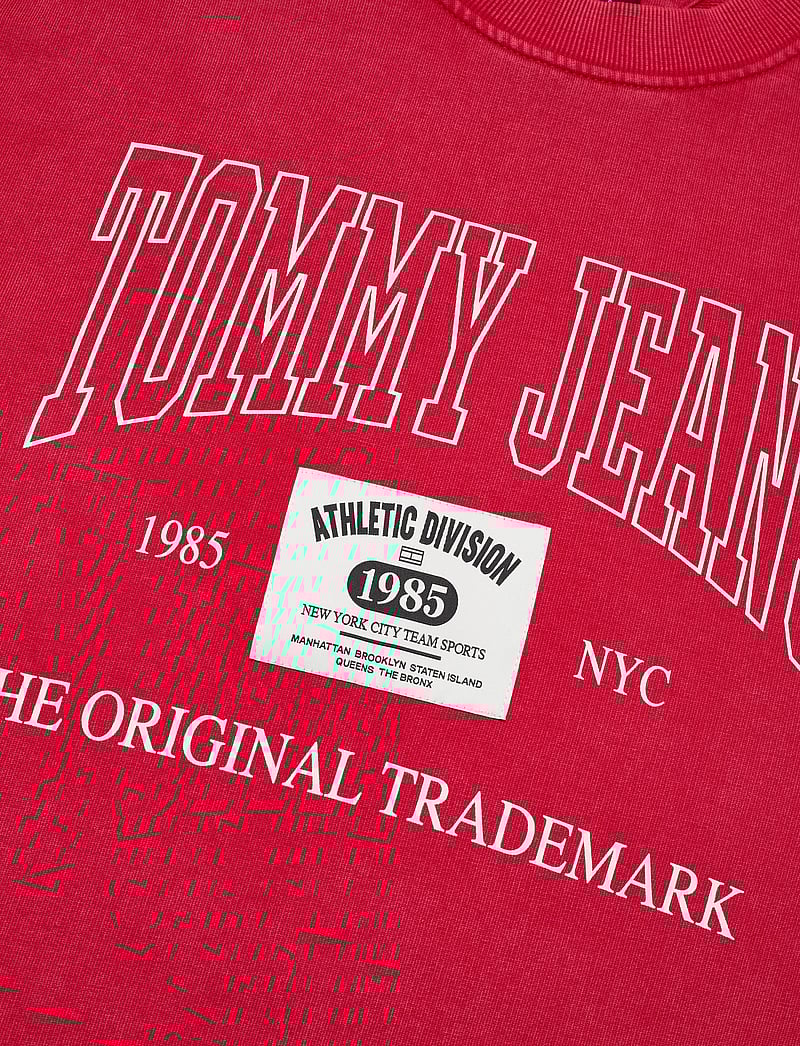 TOMMY JEANS
ATHLETIC DIVISION
1985
1985
NEW YORK CITY TEAM SPORTS
MANHATTAN BROOKLYN STATEN ISLAND
QUEENS THE BRONX
NYC
HE ORIGINAL TRADEMARK